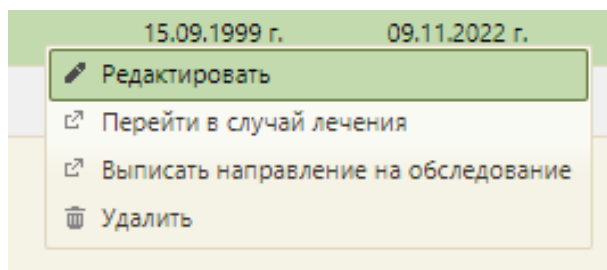 15.09.1999 г. 09.11.2022 г.
Редактировать
Перейти в случай лечения
Выписать направление на обследование
Удалить